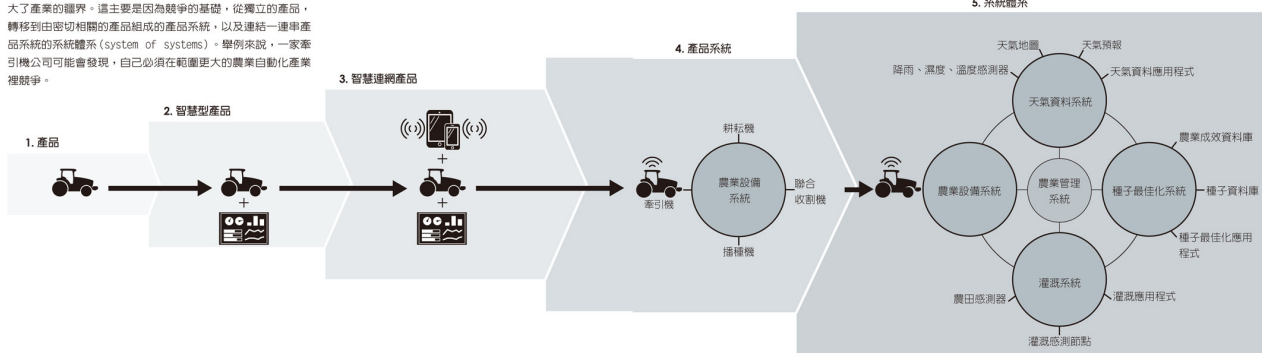 大了產業的疆界。這主要是因為競爭的基礎，從獨立的產品，
轉移到由密切相關的產品組成的產品系統，以及連結一連串產
品系統的系統體系(system of systems)。舉例來說，一家牽
引機公司可能會發現，自己必須在範圍更大的農業自動化產業
裡競爭。
1. 產品
2. 智慧型產品
+
3. 智慧連網產品
+
+
4. 產品系統
牽引機
耕耘機
農業設備
系統
聯合
收割機
播種機
5. 系統體系
天氣地圖
天氣預報
降雨、濕度、溫度感測器
天氣資料應用程式
天氣資料系統
農業設備系統
農業管理
系統
種子最佳化系統
農業成效資料庫
種子資料庫
種子最佳化應用
程式
灌溉系統
農田感測器
灌溉應用程式
灌溉感測節點